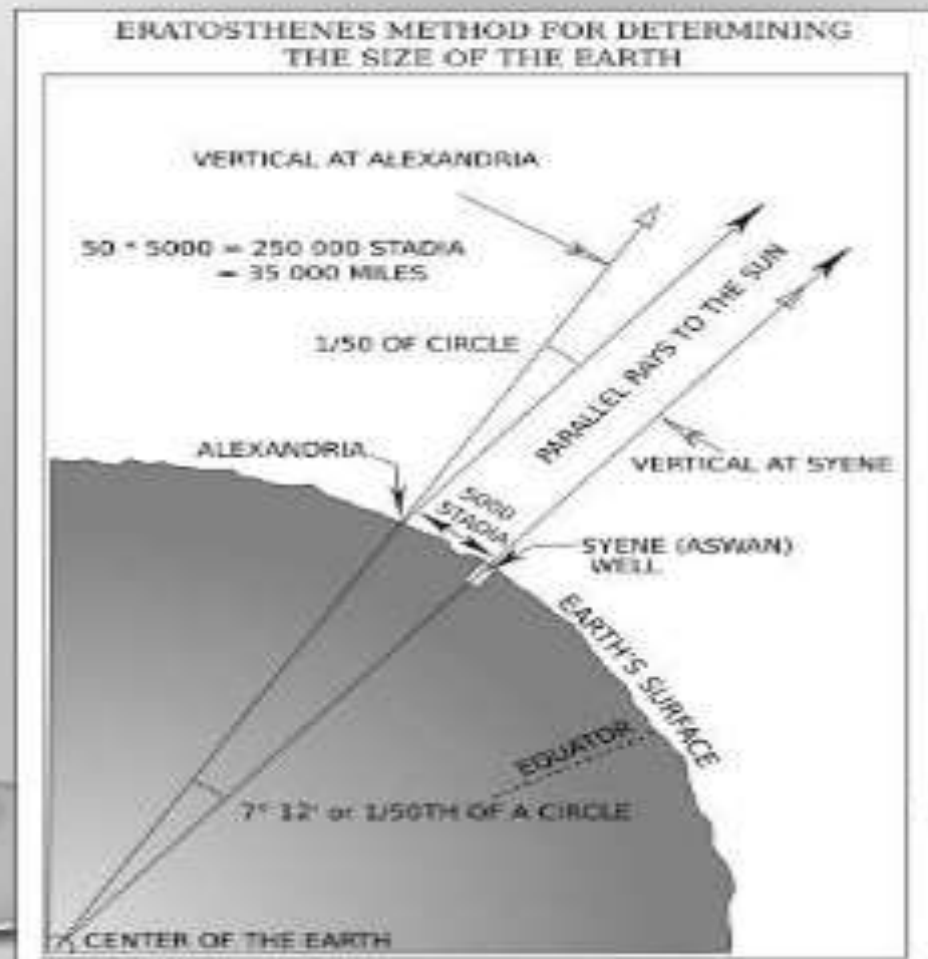 ERATOSTHENES METHOD FOR DETERMINING
THE SIZE OF THE EARTH
VERTICAL AT ALEXANDRIA
50 * 5000 = 250 000 STADIA
= 35 000 MILES
1/50 OF CIRCLE
PARALLEL RAYS TO THE SUN
ALEXANDRIA
VERTICAL AT SYENE
5000
STADIA
SYENE (ASWAN)
WELL
EARTH'S SURFACE
EQUATOR
7° 12' or 1/50TH OF A CIRCLE
CENTER OF THE EARTH